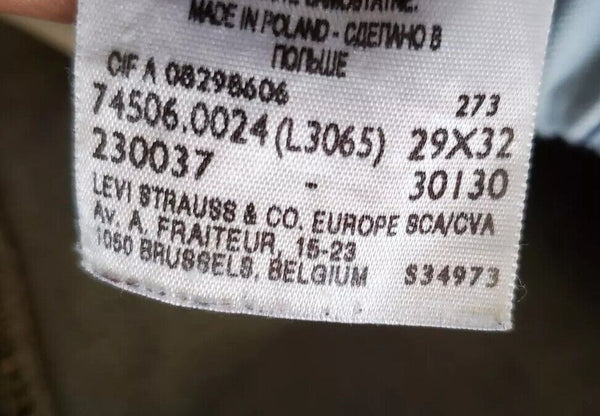 MADE IN POLAND - СДЕЛАНО В
ПОЛЬШЕ
CIF A 08298606
273
74506.0024 (L3065) 29X32
230037 - 30130
LEVI STRAUSS & CO. EUROPE SCA/CVA
Av. A. FRAITEUR, 15-23
1050 BRUSSELS, BELGIUM S34973